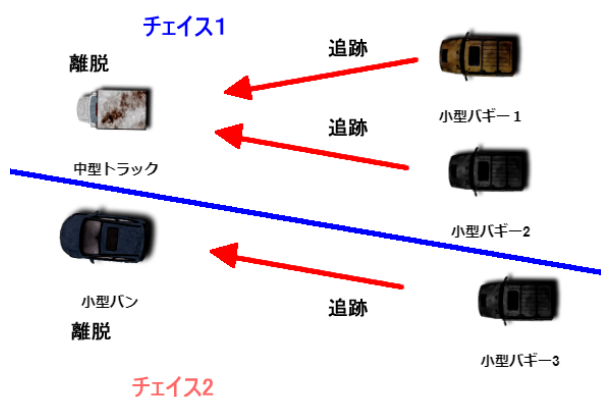 チェイス1
離脱
追跡
小型バギー1
中型トラック
追跡
小型バギー2
小型バン
離脱
追跡
小型バギー3
チェイス2